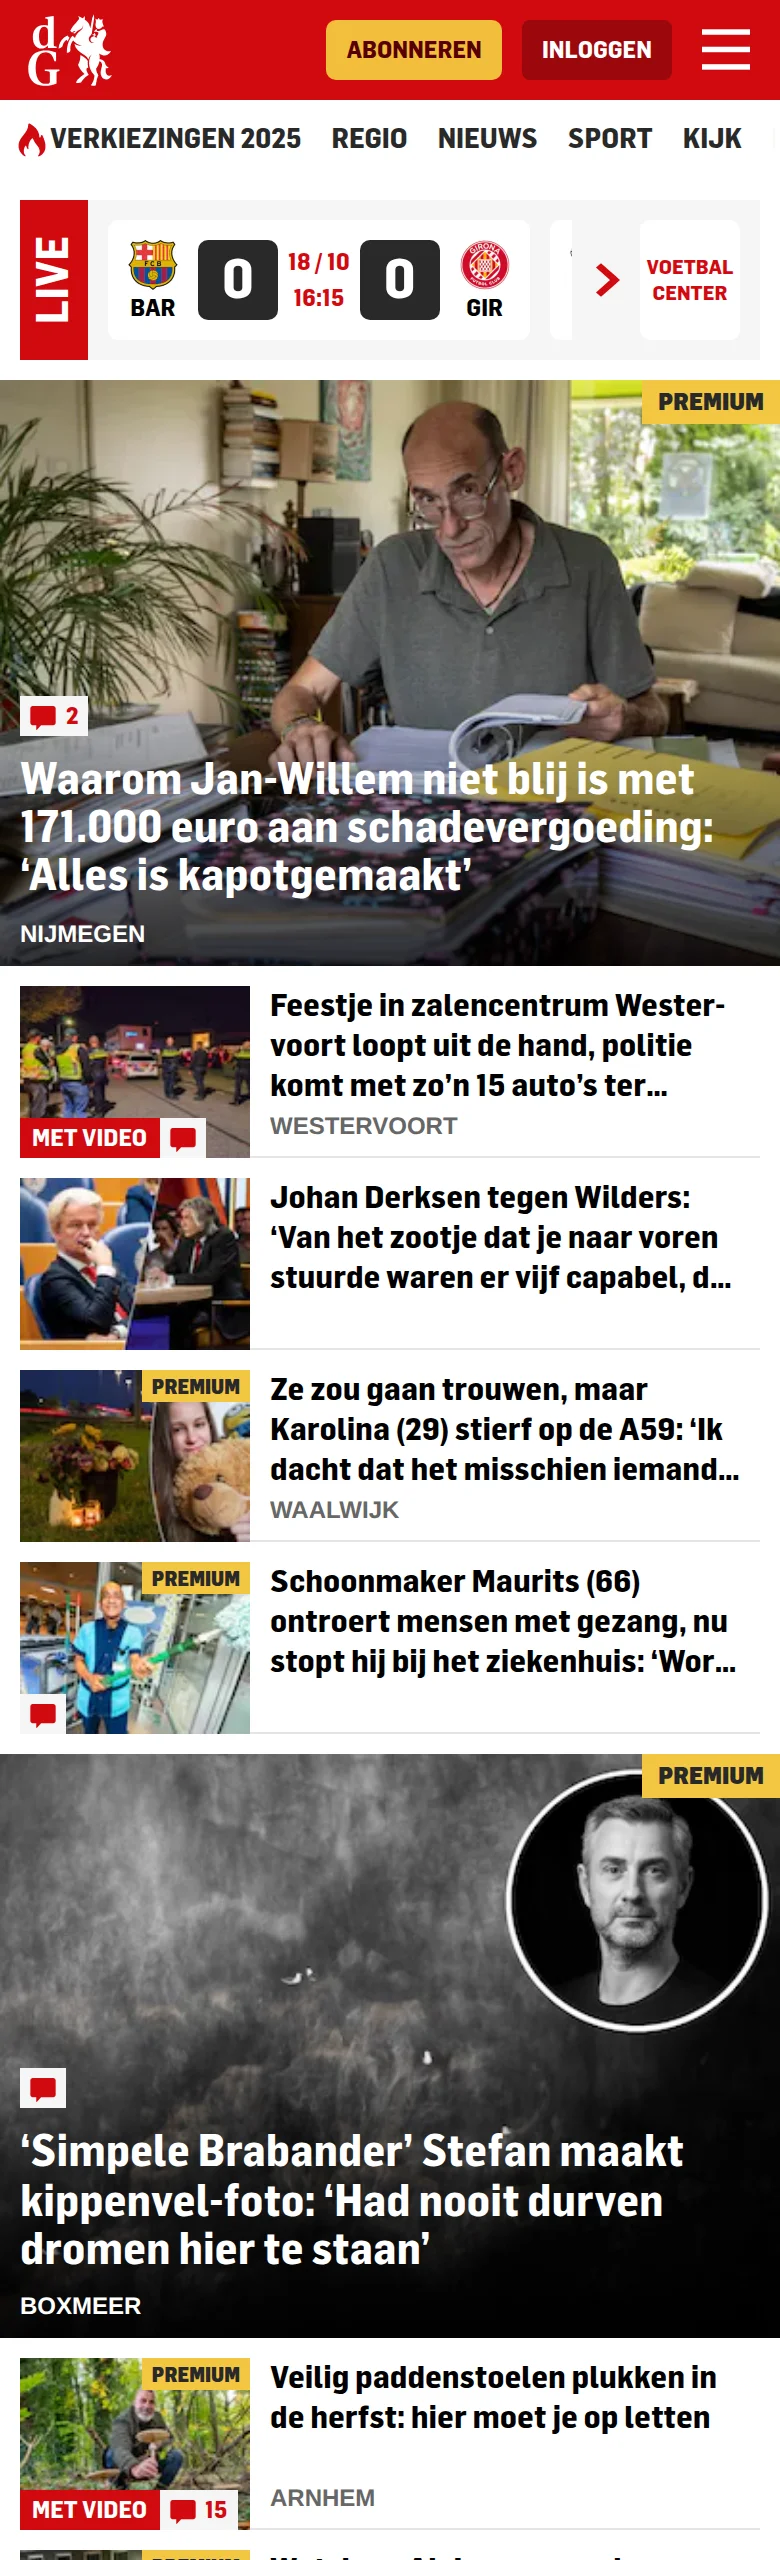 dG
ABONNEREN
INLOGGEN
VERKIEZINGEN 2025 REGIO NIEUWS SPORT KIJK
LIVE
BAR
0
18 / 10
16:15
0
GIR
VOETBAL
CENTER
PREMIUM
2
Waarom Jan-Willem niet blij is met
171.000 euro aan schadevergoeding:
‘Alles is kapotgemaakt’
NIJMEGEN
Feestje in zalencentrum Wester-
voort loopt uit de hand, politie
komt met zo’n 15 auto’s ter...
WESTERVOORT
MET VIDEO
Johan Derksen tegen Wilders:
‘Van het zootje dat je naar voren
stuurde waren er vijf capabel, d...
PREMIUM
Ze zou gaan trouwen, maar
Karolina (29) stierf op de A59: ‘Ik
dacht dat het misschien iemand...
WAALWIJK
PREMIUM
Schoonmaker Maurits (66)
ontroert mensen met gezang, nu
stopt hij bij het ziekenhuis: ‘Wor...
PREMIUM
‘Simpele Brabander’ Stefan maakt
kippenvel-foto: ‘Had nooit durven
dromen hier te staan’
BOXMEER
PREMIUM
Veilig paddenstoelen plukken in
de herfst: hier moet je op letten
ARNHEM
MET VIDEO
15